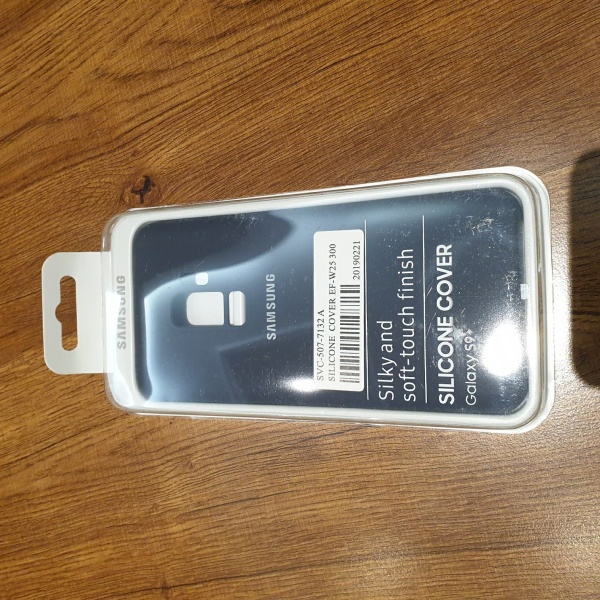 SAMSUNG
SAMSUNG
SVC-507-7132A
SILICONE COVER EF-W25 300
20190221
Silky and
soft-touch finish
SILICONE COVER
Galaxy S9+